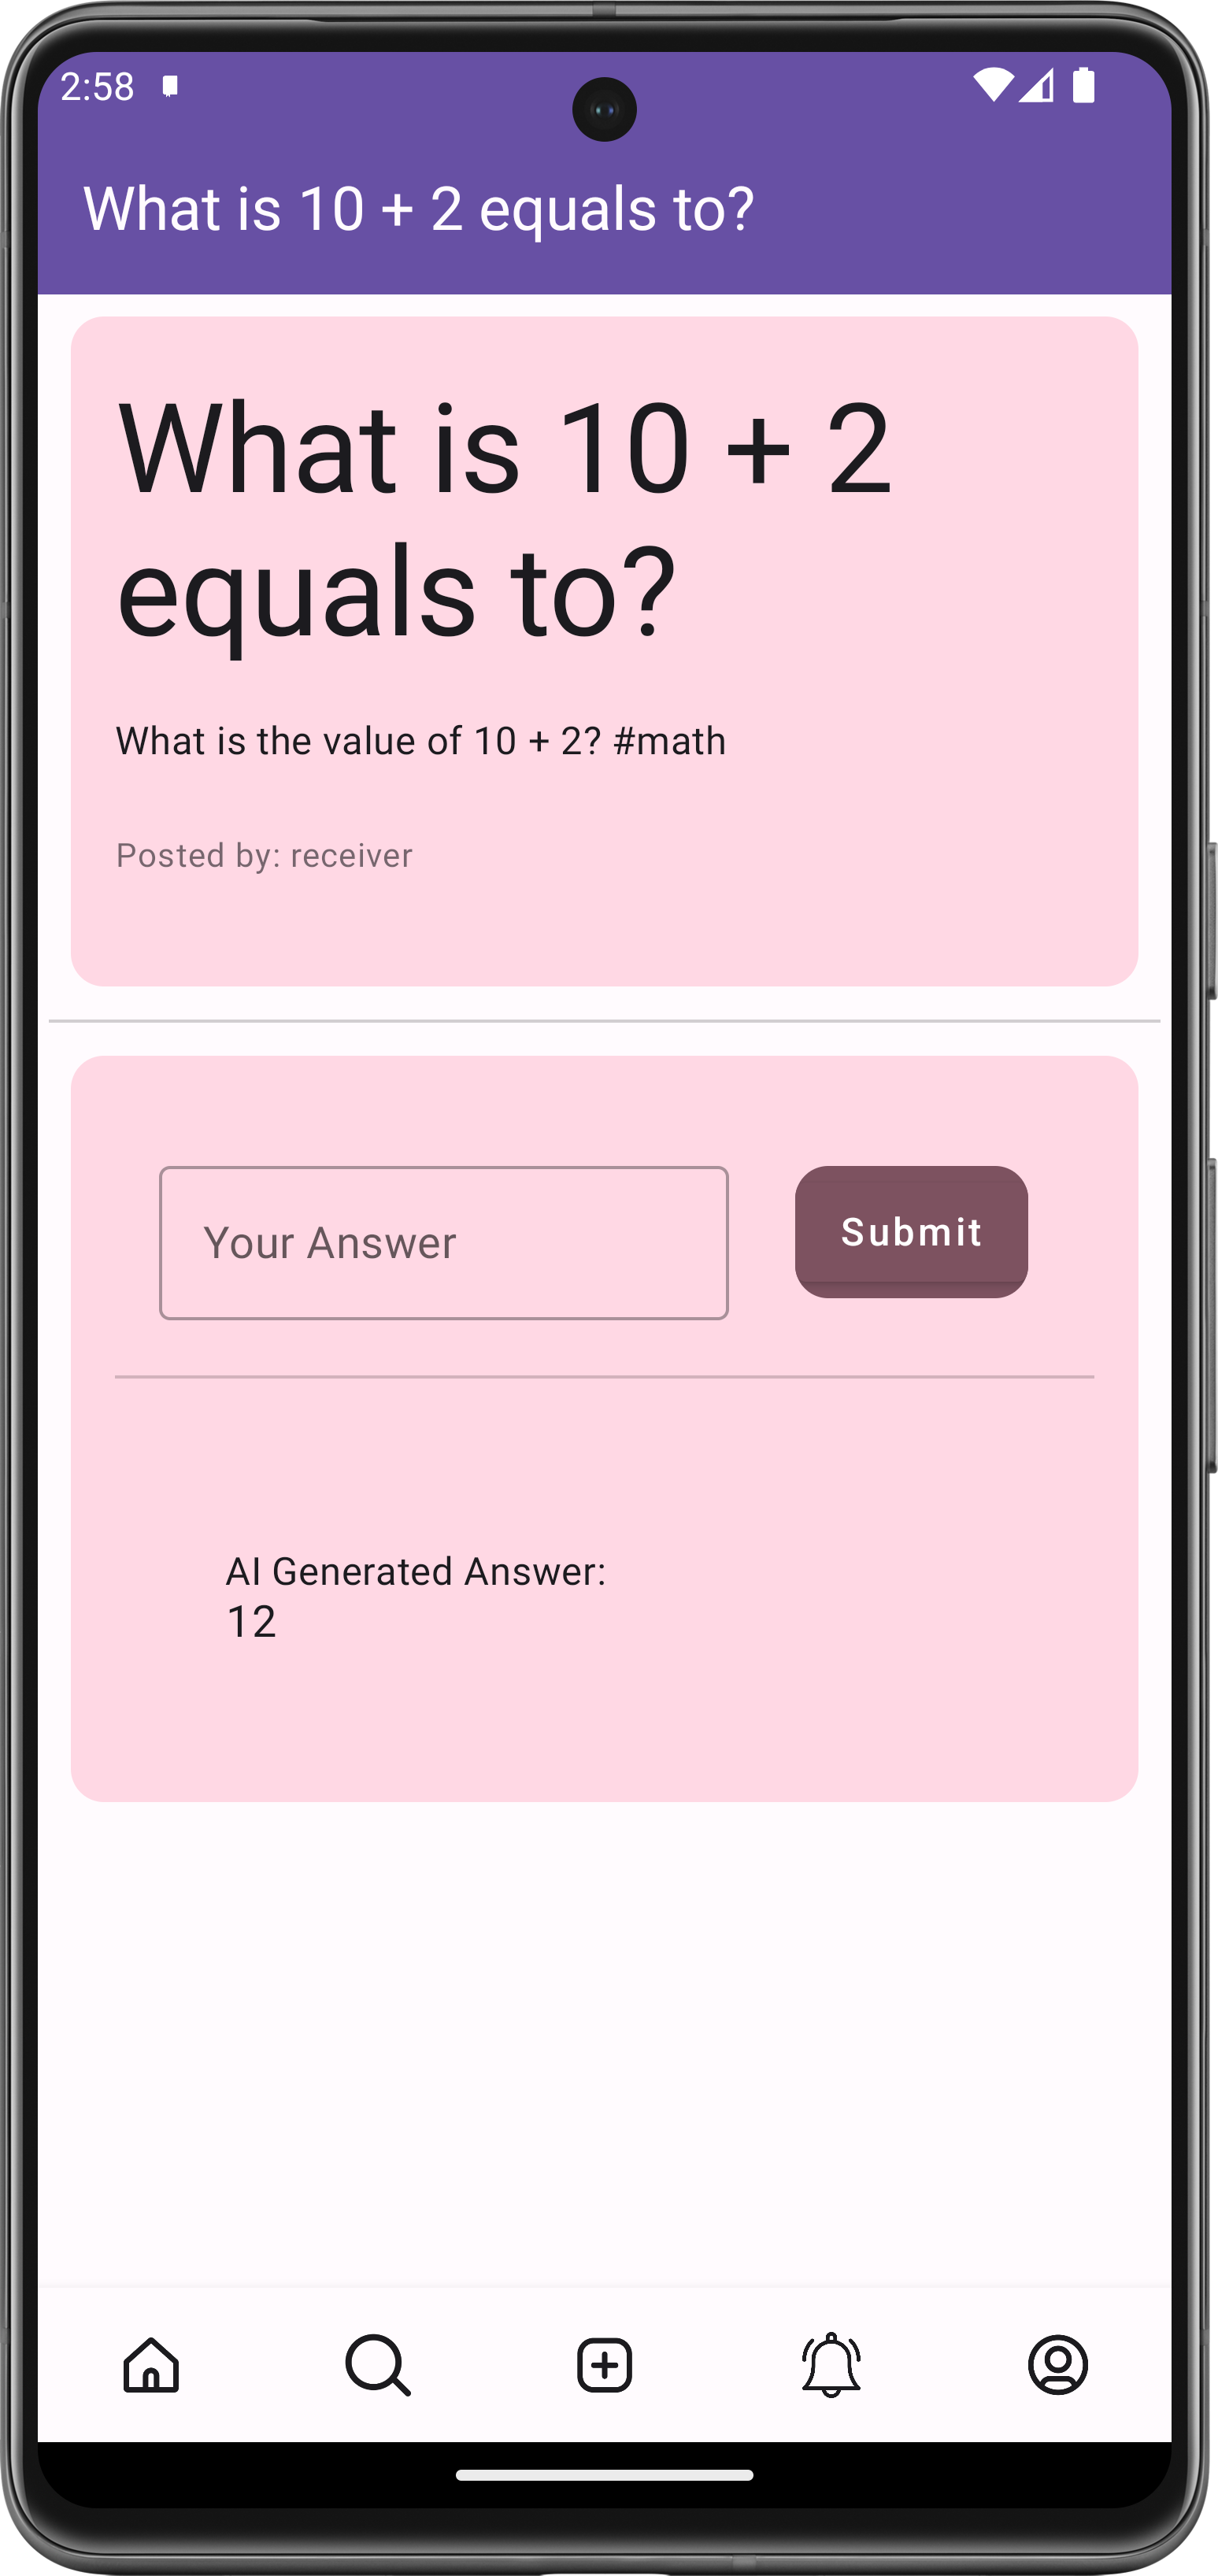 2:58
What is 10 + 2 equals to?
What is 10 + 2
equals to?
What is the value of 10 + 2? #math
Posted by: receiver
Your Answer
Submit
AI Generated Answer:
12